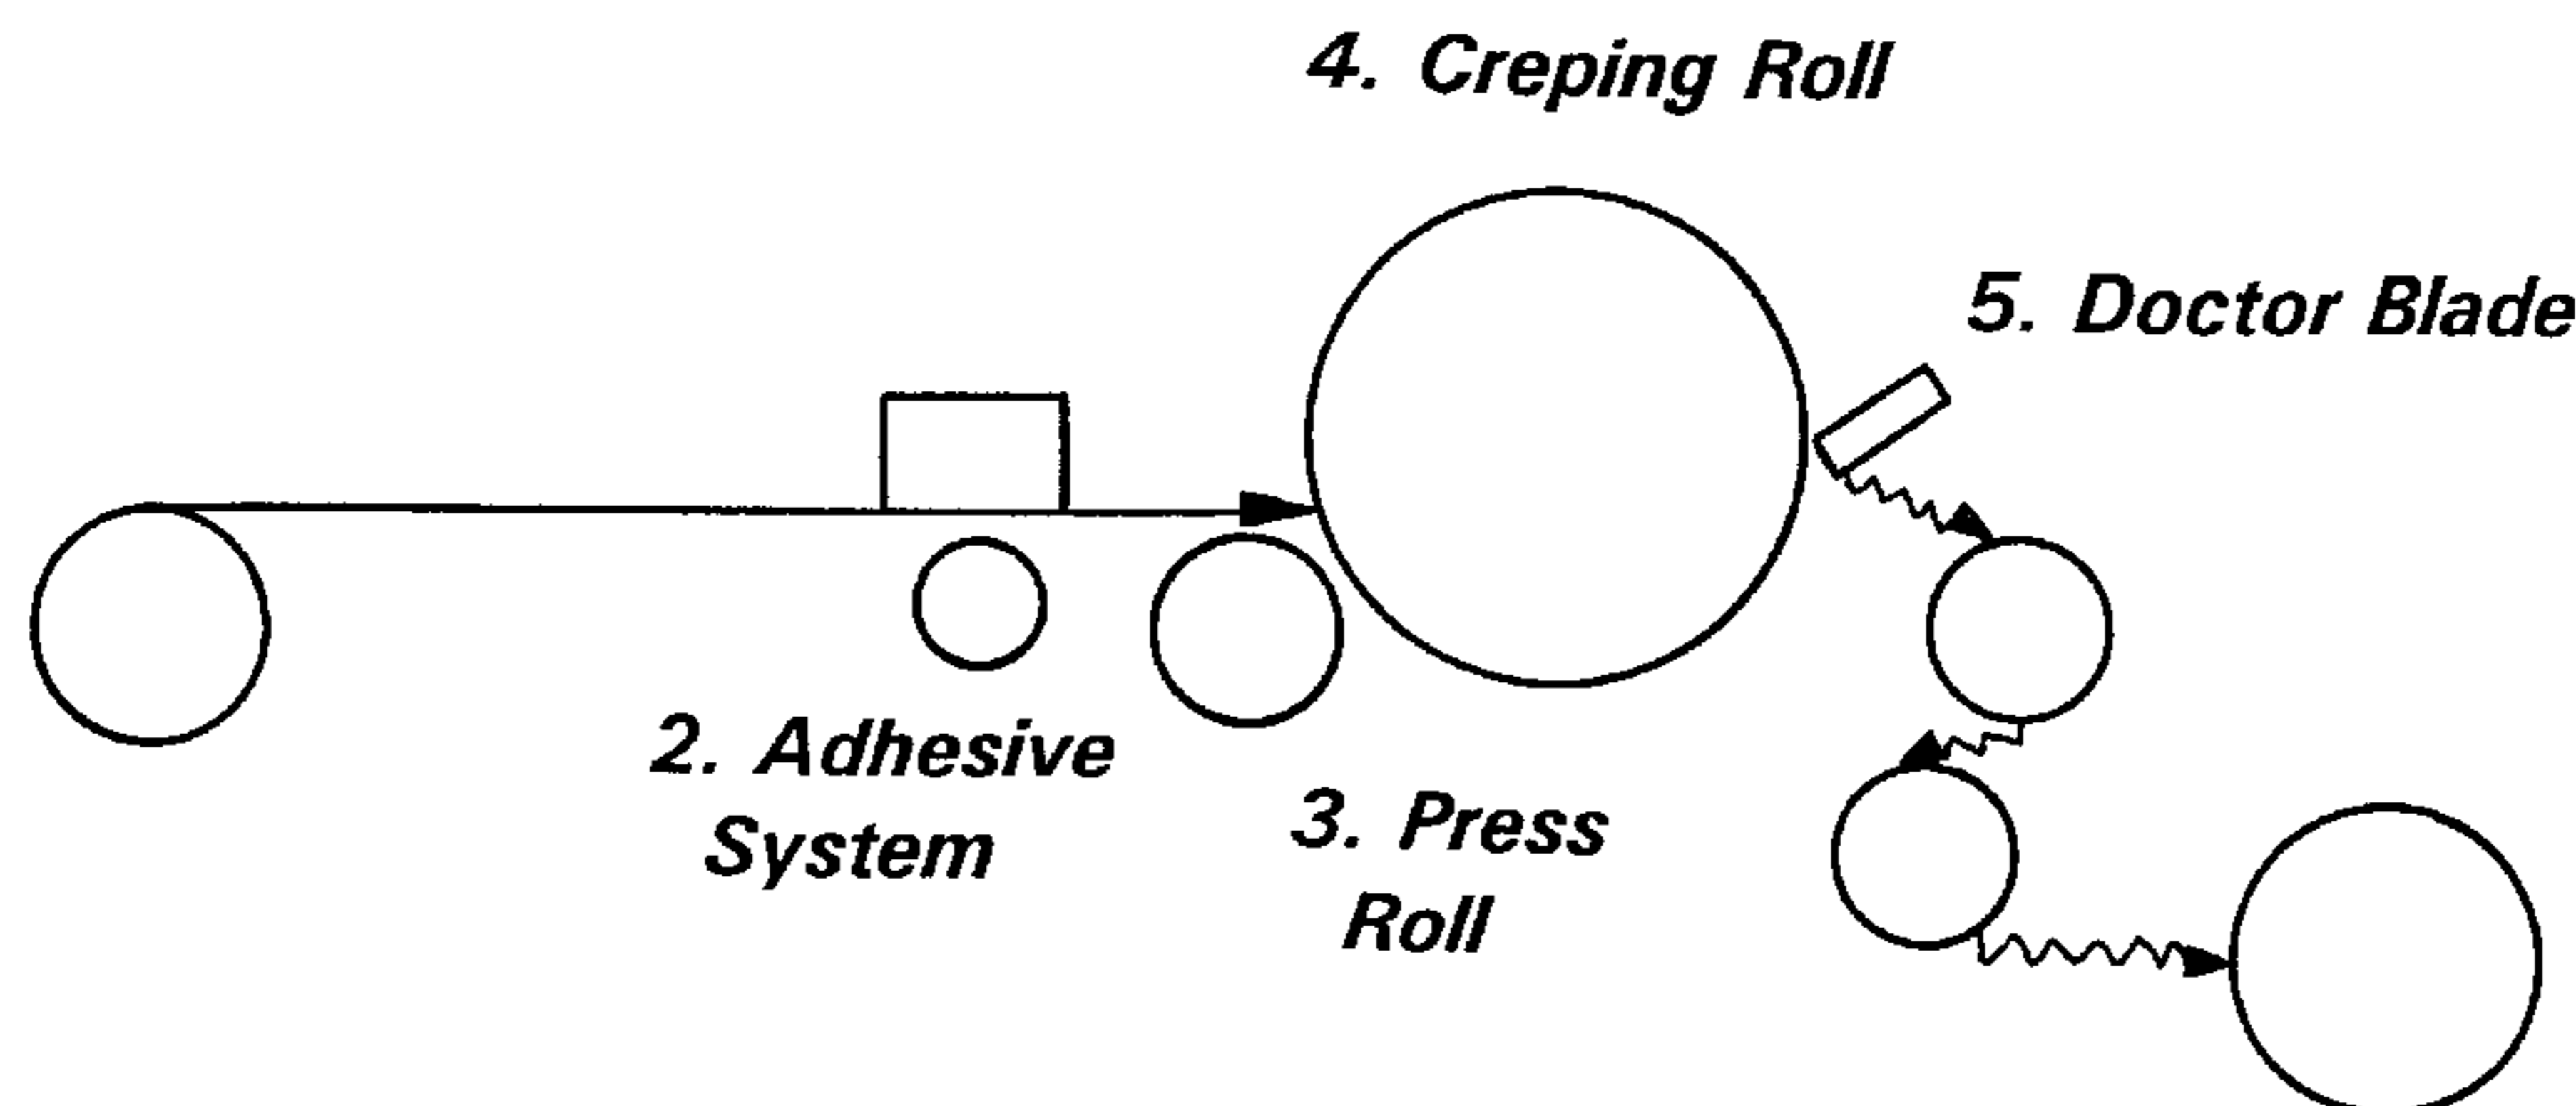 4. Creping Roll
5. Doctor Blade
2. Adhesive
System
3. Press
Roll